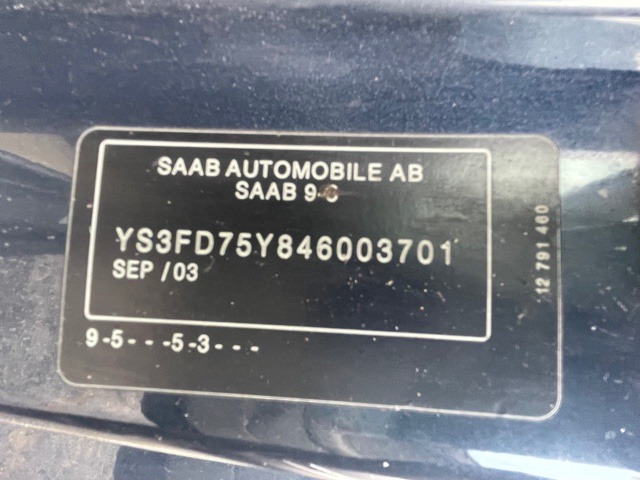 SAAB AUTOMOBILE AB
SAAB 9-3
YS3FD75Y846003701
SEP / 03
9-5---5-3---
12 791 460